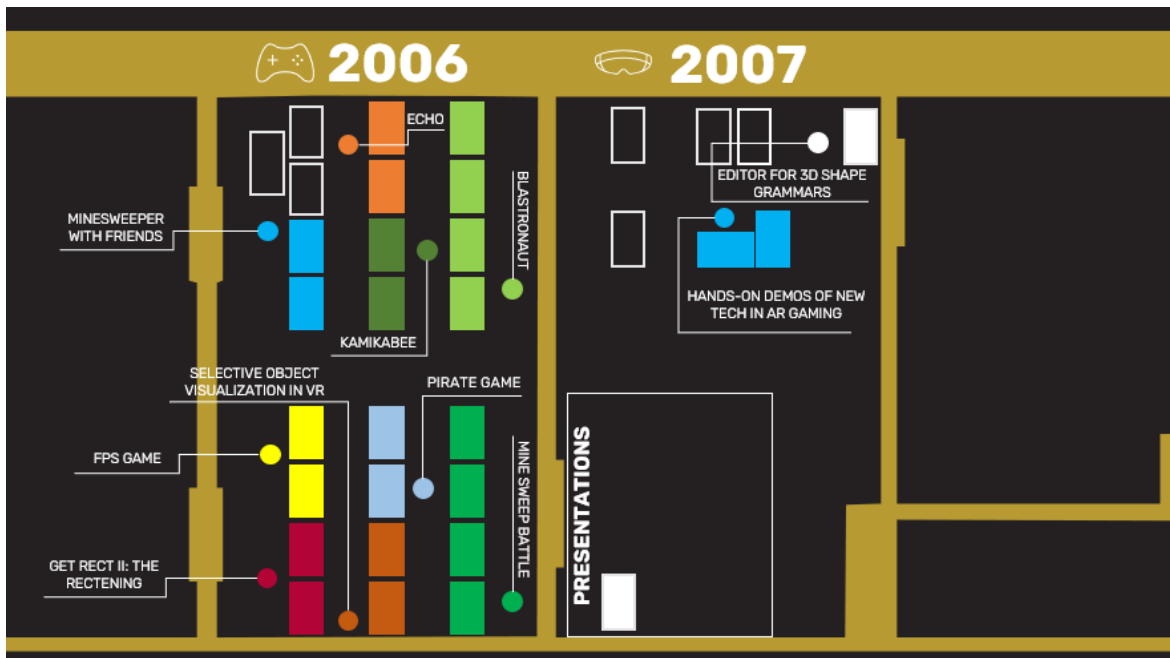 2006
2007
ECHO
BLASTRONAUT
EDITOR FOR 3D SHAPE
GRAMMARS
MINESWEEPER
WITH FRIENDS
HANDS-ON DEMOS OF NEW
TECH IN AR GAMING
KAMIKABEE
SELECTIVE OBJECT
VISUALIZATION IN VR
PIRATE GAME
FPS GAME
MINE SWEEP BATTLE
PRESENTATIONS
GET RECT II: THE
RECTENING